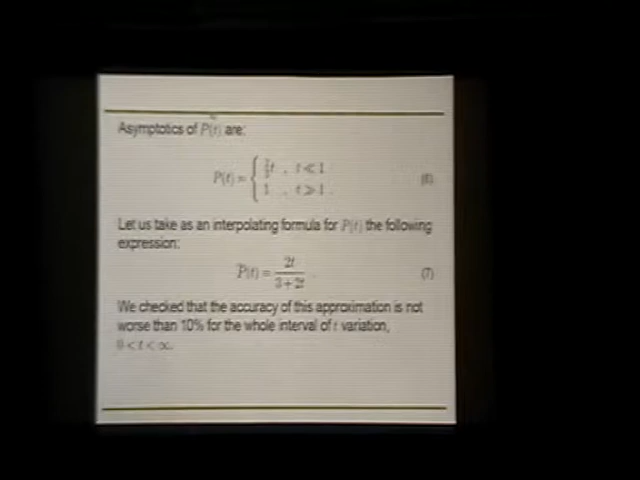 Asymptotics of P(t) are:
P(t) = { 2/3 t , t ≪ 1
1 , t ≫ 1 . (6)
Let us take as an interpolating formula for P(t) the following
expression:
P(t) = 2t / 3 + 2t . (7)
We checked that the accuracy of this approximation is not
worse than 10% for the whole interval of t variation,
0 < t < ∞.